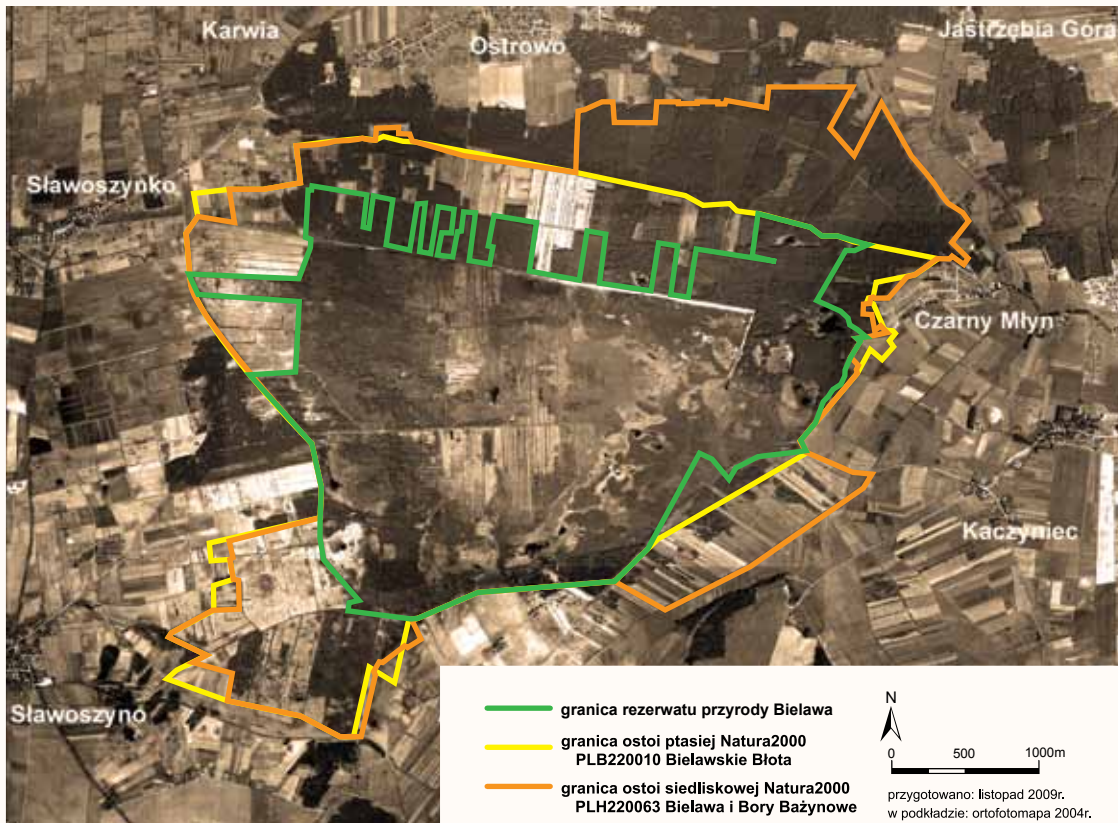 Karwia
Ostrowo
Jastrzębia Góra
Sławoszynko
Czarny Młyn
Kaczyniec
Sławoszyno
granica rezerwatu przyrody Bielawa
granica ostoi ptasiej Natura2000
PLB220010 Bielawskie Błota
granica ostoi siedliskowej Natura2000
PLH220063 Bielawa i Bory Bażynowe
N
0 500 1000m
przygotowano: listopad 2009r.
w podkładzie: ortofotomapa 2004r.